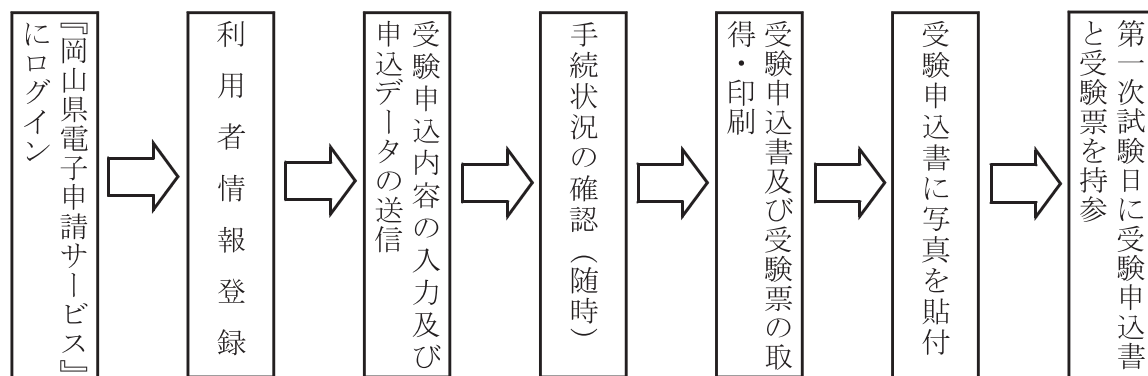 『岡山県電子申請サービス』
にログイン
利用者情報登録
受験申込内容の入力及び
申込データの送信
手続状況の確認（随時）
受験申込書及び受験票の取
得・印刷
受験申込書に写真を貼付
第一次試験日に受験申込書
と受験票を持参